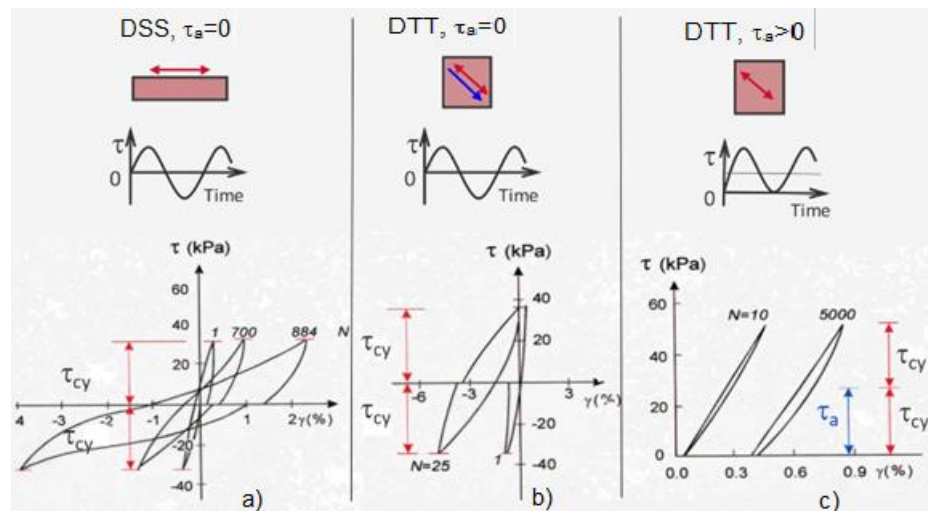 DSS, τa=0
τ
0
Time
τ (kPa)
60
40
20
-20
-40
1 700 884 N
τcy
τcy
4 3 2 -1 0 1 2 γ(%)
a)
DTT, τa=0
τ
0
Time
τ (kPa)
40
20
0
-20
-40
τcy
τcy
-6 3
γ(%)
N=25 1
b)
DTT, τa>0
τ
0
Time
τ (kPa)
60
40
20
0
N=10 5000
τcy
τa
τcy
0.0 0.3 0.6 0.9 γ(%)
c)